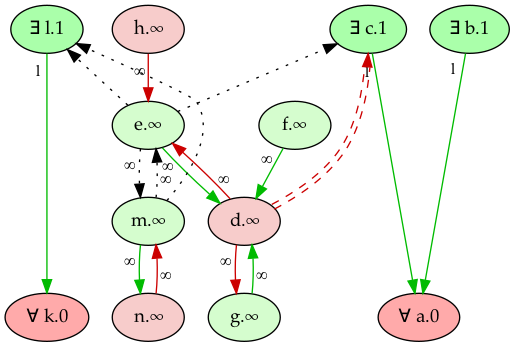 ∃ l.1
h.∞
∃ c.1
∃ b.1
l
∞
l
l
e.∞
f.∞
∞
∞
∞
∞
∞
m.∞
d.∞
∞
∞
∞
∞
∀ k.0
n.∞
g.∞
∀ a.0